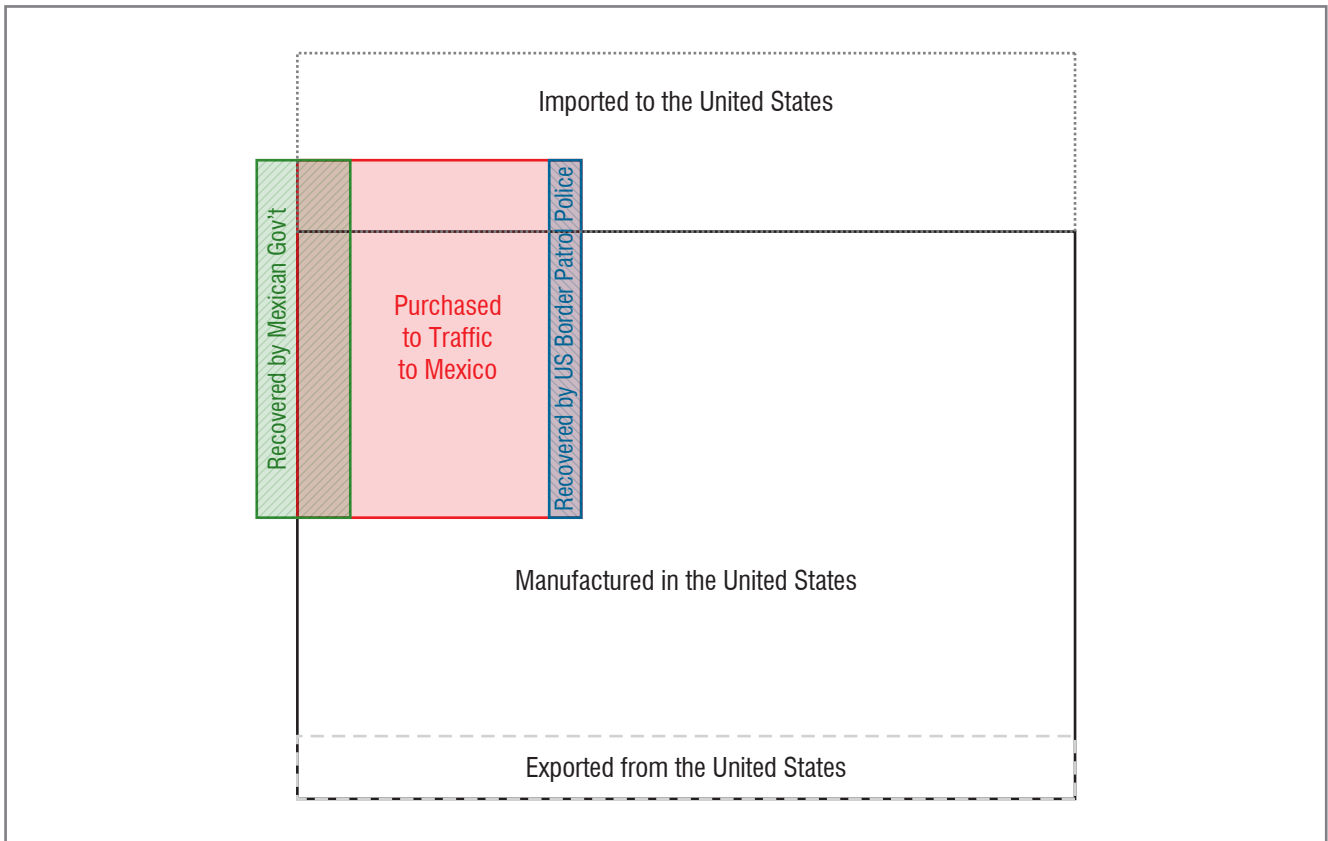 Imported to the United States
Recovered by Mexican Gov't
Purchased
to Traffic
to Mexico
Recovered by US Border Patrol Police
Manufactured in the United States
Exported from the United States